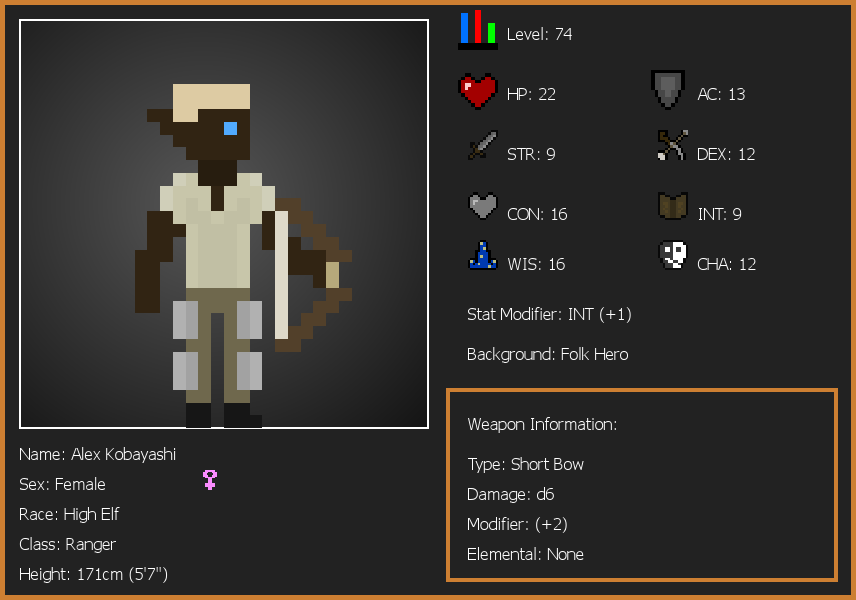 Level: 74
HP: 22
AC: 13
STR: 9
DEX: 12
CON: 16
INT: 9
WIS: 16
CHA: 12
Stat Modifier: INT (+1)
Background: Folk Hero
Weapon Information:
Type: Short Bow
Damage: d6
Modifier: (+2)
Elemental: None
Name: Alex Kobayashi
Sex: Female
Race: High Elf
Class: Ranger
Height: 171cm (5'7")